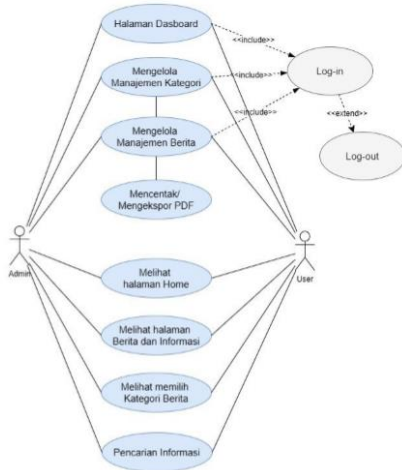 Halaman Dasboard
<<include>>
Mengelola
Manajemen Kategori
<<include>>
Log-in
<<include>>
<<extend>>
Mengelola
Manajemen Berita
Log-out
Mencentak/
Mengekspor PDF
Admin
User
Melihat
halaman Home
Melihat halaman
Berita dan Informasi
Melihat memilih
Kategori Berita
Pencarian Informasi